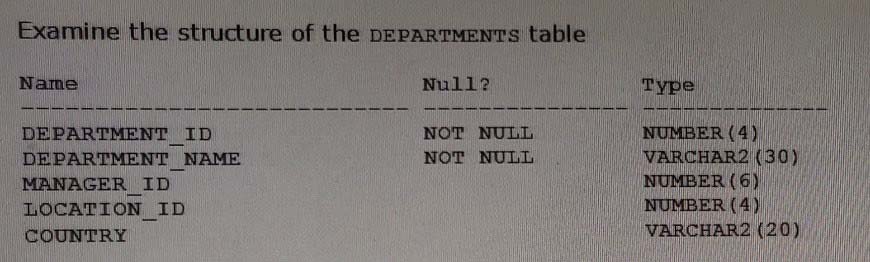 Examine the structure of the DEPARTMENTS table
Name Null? Type
DEPARTMENT_ID NOT NULL NUMBER(4)
DEPARTMENT_NAME NOT NULL VARCHAR2(30)
MANAGER_ID NUMBER(6)
LOCATION_ID NUMBER(4)
COUNTRY VARCHAR2(20)